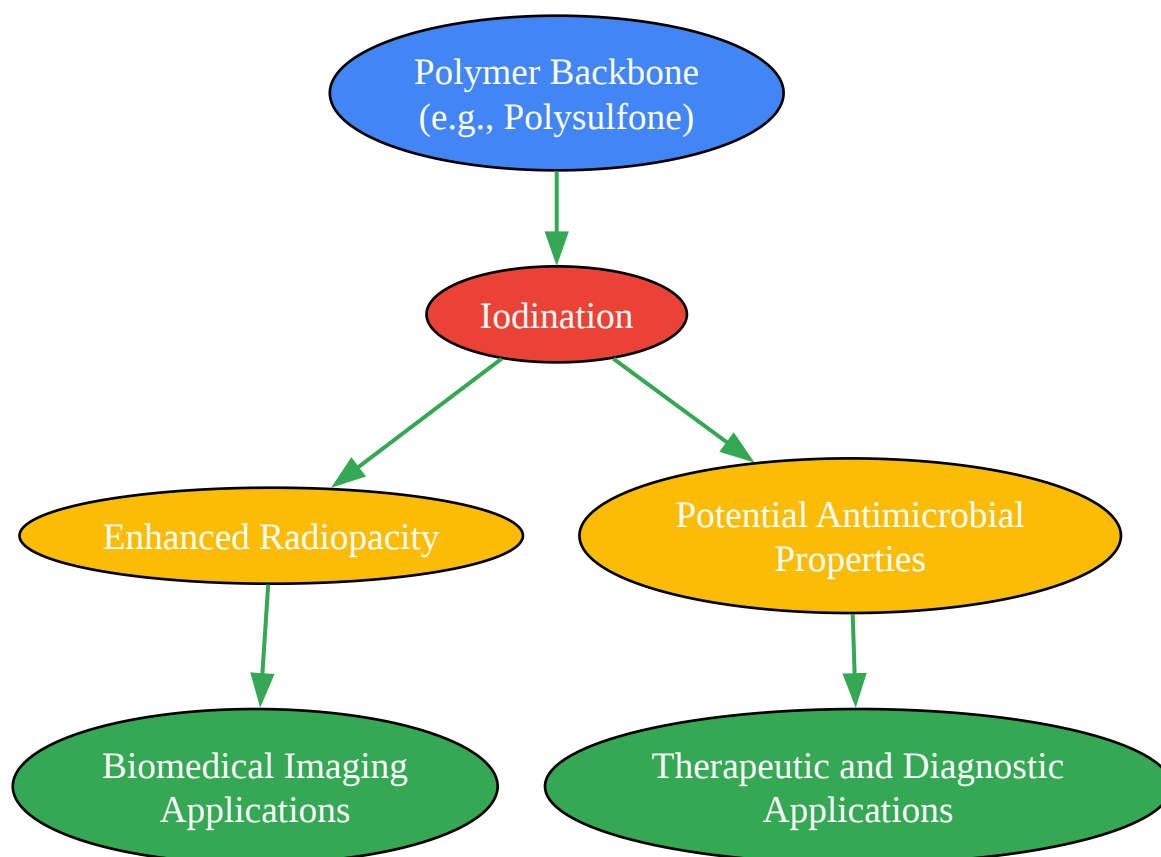 Polymer Backbone
(e.g., Polysulfone)
Iodination
Enhanced Radiopacity
Potential Antimicrobial
Properties
Biomedical Imaging
Applications
Therapeutic and Diagnostic
Applications